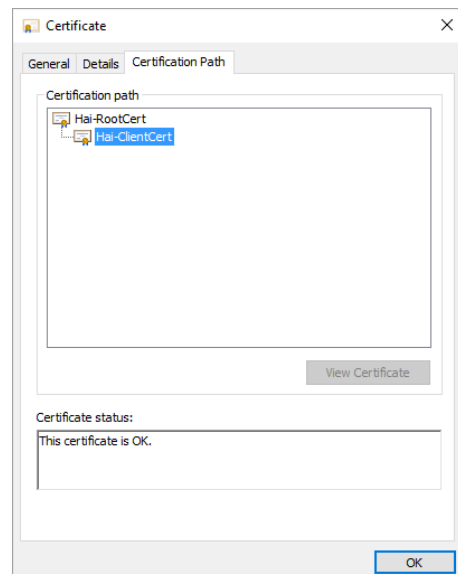 Certificate
General Details Certification Path
Certification path
Hai-RootCert
Hai-ClientCert
View Certificate
Certificate status:
This certificate is OK.
OK